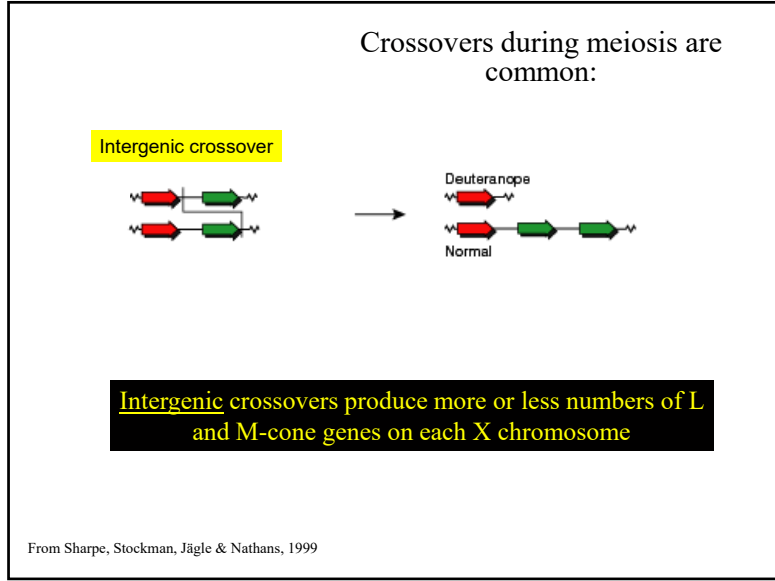 Crossovers during meiosis are
common:
Intergenic crossover
Deuteranope
Normal
Intergenic crossovers produce more or less numbers of L
and M-cone genes on each X chromosome
From Sharpe, Stockman, Jägle & Nathans, 1999